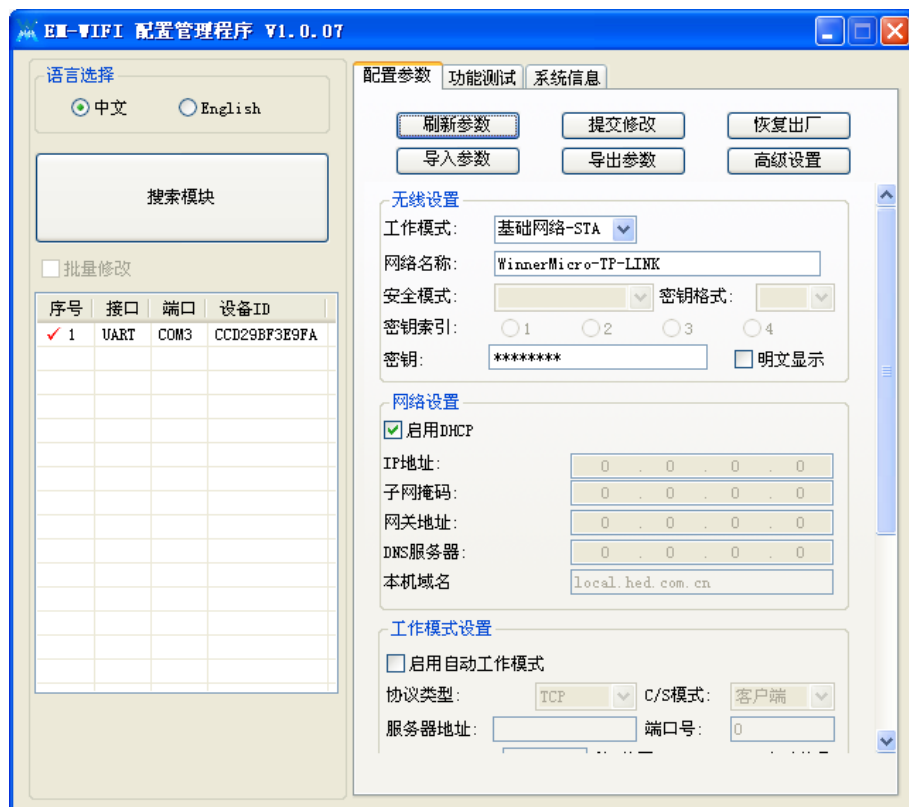 EM-WIFI 配置管理程序 V1.0.07
语言选择
中文 English
搜索模块
批量修改
序号 接口 端口 设备ID
1 UART COM3 CCD29BF3E9FA
配置参数 功能测试 系统信息
刷新参数 提交修改 恢复出厂
导入参数 导出参数 高级设置
无线设置
工作模式: 基础网络-STA
网络名称: WinnerMicro-TP-LINK
安全模式: 密钥格式:
密钥索引: 1 2 3 4
密钥: ******** 明文显示
网络设置
启用DHCP
IP地址: 0 . 0 . 0 . 0
子网掩码: 0 . 0 . 0 . 0
网关地址: 0 . 0 . 0 . 0
DNS服务器: 0 . 0 . 0 . 0
本机域名 local.hed.com.cn
工作模式设置
启用自动工作模式
协议类型: TCP C/S模式: 客户端
服务器地址: 端口号: 0